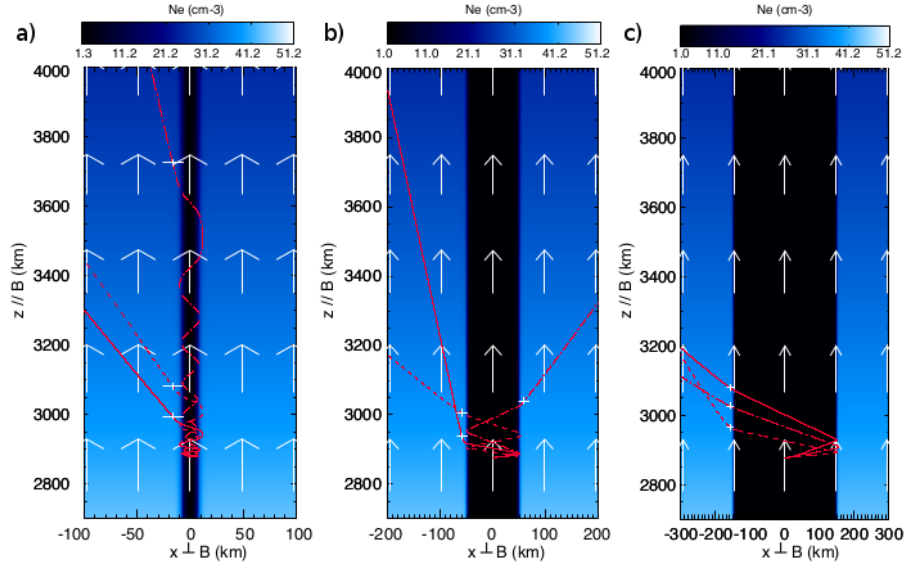 a) Ne (cm-3)
1.3 11.2 21.2 31.2 41.2 51.2
4000
3800
3600
3400
3200
3000
2800
z // B (km)
-100 -50 0 50 100
x ⊥ B (km)
b) Ne (cm-3)
1.0 11.0 21.1 31.1 41.2 51.2
4000
3800
3600
3400
3200
3000
2800
z // B (km)
-200 -100 0 100 200
x ⊥ B (km)
c) Ne (cm-3)
1.0 11.0 21.1 31.1 41.2 51.2
4000
3800
3600
3400
3200
3000
2800
z // B (km)
-300 -200 -100 0 100 200 300
x ⊥ B (km)